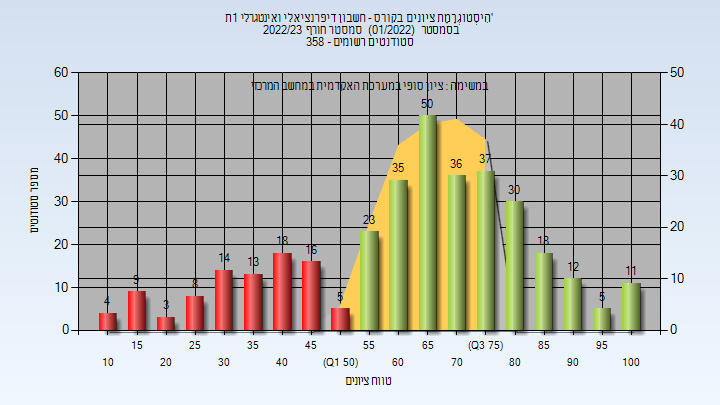 היסטוגרמת ציונים בקורס - חשבון דיפרנציאלי ואינטגרלי 1ת'
בסמסטר (01/2022) סמסטר חורף 2022/23
סטודנטים רשומים - 358
במשימה : ציון סופי במערכת האקדמית במחשב המרכזי
60 50 40 30 20 10 0
מספר סטודנטים
50 40 30 20 10 0
4 9 3 8 14 13 18 16 5 23 35 50 36 37 30 18 12 5 11
15 25 35 45 55 65 (Q3 75) 85 95
10 20 30 40 (Q1 50) 60 70 80 90 100
טווח ציונים